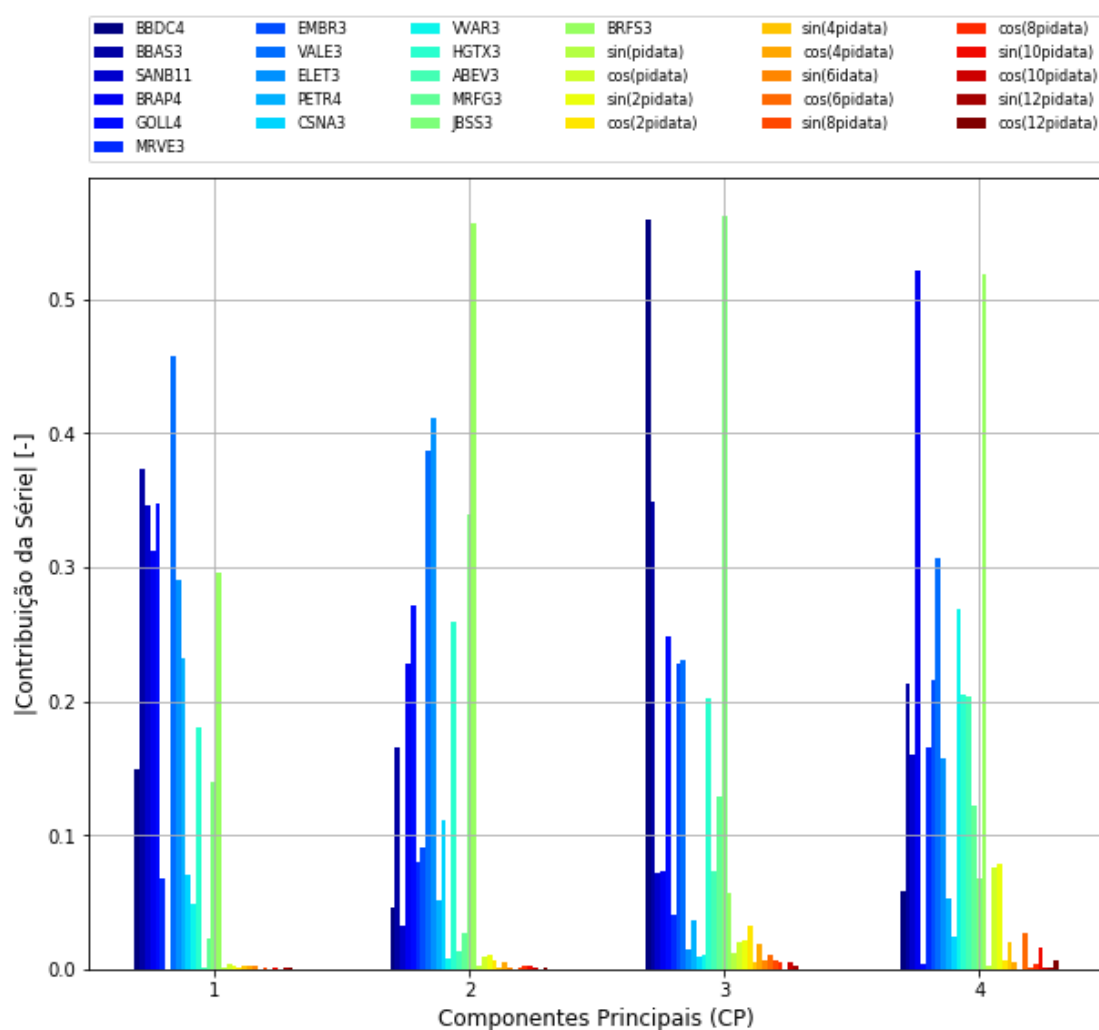 BBDC4 EMBR3 VVAR3 BRFS3 sin(4pidata) cos(8pidata)
BBAS3 VALE3 HGTX3 sin(pidata) cos(4pidata) sin(10pidata)
SANB11 ELET3 ABEV3 cos(pidata) sin(6idata) cos(10pidata)
BRAP4 PETR4 MRFG3 sin(2pidata) cos(6pidata) sin(12pidata)
GOLL4 CSNA3 JBSS3 cos(2pidata) sin(8pidata) cos(12pidata)
MRVE3
|Contribuição da Série| [-]
0.5
0.4
0.3
0.2
0.1
0.0
1 2 3 4
Componentes Principais (CP)